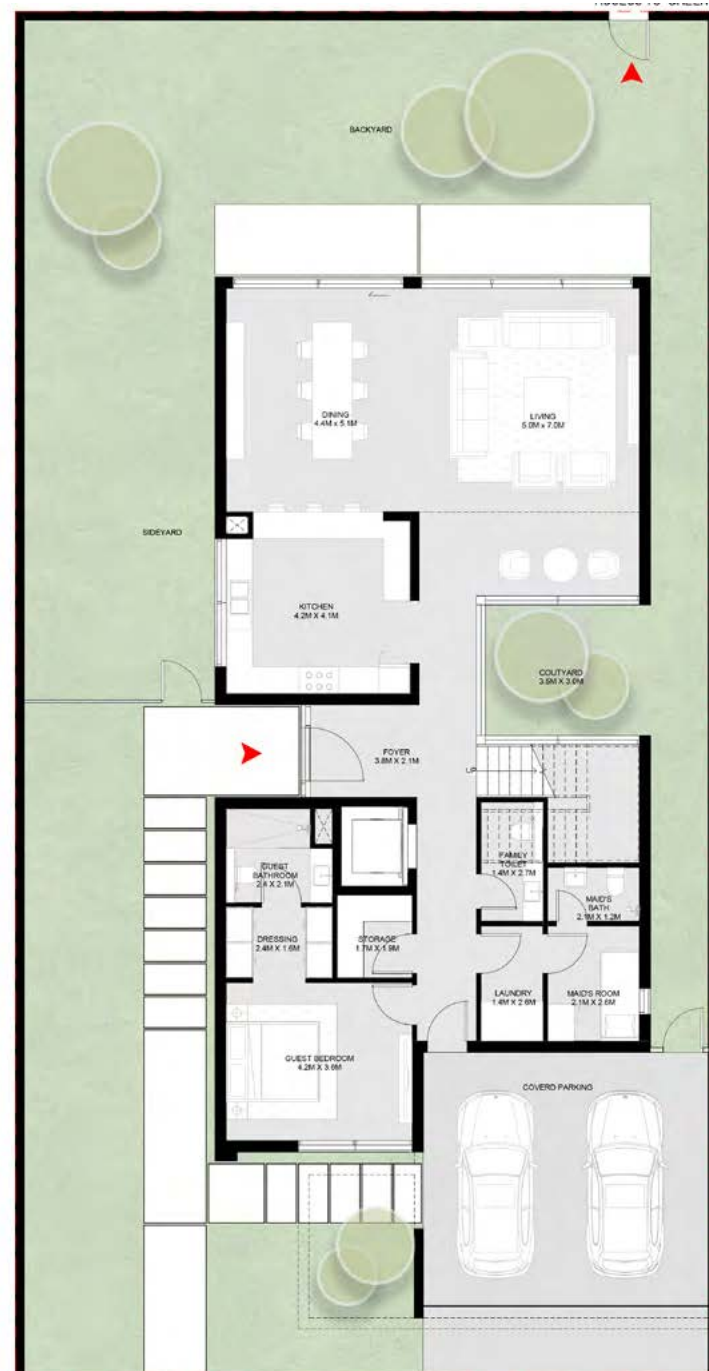 BACKYARD
DINING
4.4M x 5.1M
LIVING
5.0M x 7.0M
SIDEYARD
KITCHEN
4.2M X 4.1M
COUTYARD
3.5M X 3.0M
FOYER
3.8M X 2.1M
UP
GUEST
BATHROOM
2.4 X 2.1M
FAMILY
TOILET
1.4M X 2.7M
MAID'S
BATH
2.1M X 1.2M
DRESSING
2.4M X 1.6M
STORAGE
1.7M X 1.9M
LAUNDRY
1.4M X 2.6M
MAID'S ROOM
2.1M X 2.6M
GUEST BEDROOM
4.2M X 3.6M
COVERD PARKING